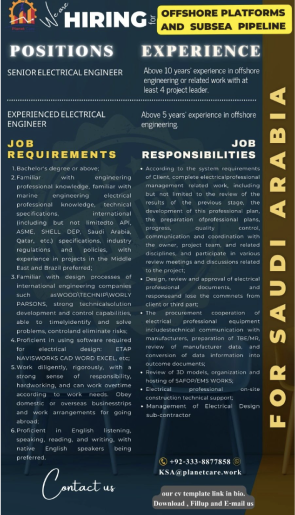 We are
HIRING for
OFFSHORE PLATFORMS
AND SUBSEA PIPELINE
POSITIONS
EXPERIENCE
SENIOR ELECTRICAL ENGINEER
Above 10 years' experience in offshore
engineering or related work with at
least 4 project leader.
EXPERIENCED ELECTRICAL
ENGINEER
Above 5 years' experience in offshore
engineering.
JOB
REQUIREMENTS
1. Bachelor's degree or above;
2. Familiar with engineering
professional knowledge, familiar with
marine engineering electrical
professional knowledge, technical
specifications, international
(including but not limitedto API,
ASME, SHELL DEP, Saudi Arabia,
Qatar, etc.) specifications, industry
regulations and policies, with
experience in projects in the Middle
East and Brazil preferred;
3. Familiar with design processes of
International engineering companies
such asWOOD\TECHNIP\WORLY
PARSONS, strong technicalsolution
development and control capabilities,
able to timelyidentify and solve
problems, controland eliminate risks;
4. Proficient in using software required
for electrical design: ETAP
NAVISWORKS CAD WORD EXCEL, etc;
5. Work diligently, rigorously, with a
strong sense of responsibility,
hardworking, and can work overtime
according to work needs. Obey
domestic or overseas businesstrips
and work arrangements for going
abroad.
6. Proficient in English listening,
speaking, reading, and writing, with
native English speakers being
preferred.
JOB
RESPONSIBILITIES
• According to the system requirements
of Client, complete electricalprofessional
management related work, including
but not limited to the review of the
results of the previous stage, the
development of the professional plan,
the preparation ofprofessional plans,
progress, quality control,
communication and coordination with
the owner, project team, and related
disciplines, and participate in various
review meetings and discussions related
to the project;
• Design, review and approval of electrical
professional documents, and
responseand lose the comments from
client or third part;
• The procurement cooperation of
electrical professional equipment
includestechnical communication with
manufacturers, preparation of TBE/MR,
review of manufacturer data, and
conversion of data information into
outcome documents;
• Review of 3D models, organization and
hosting of SAFOP/EMS WORKS;
• Electrical professional on-site
construction technical support;
• Management of Electrical Design
sub-contractor
FOR SAUDI ARABIA
Contact us
+92-333-8877858
KSA@planetcare.work
our cv template link in bio.
Download , Fillup and E-mail us